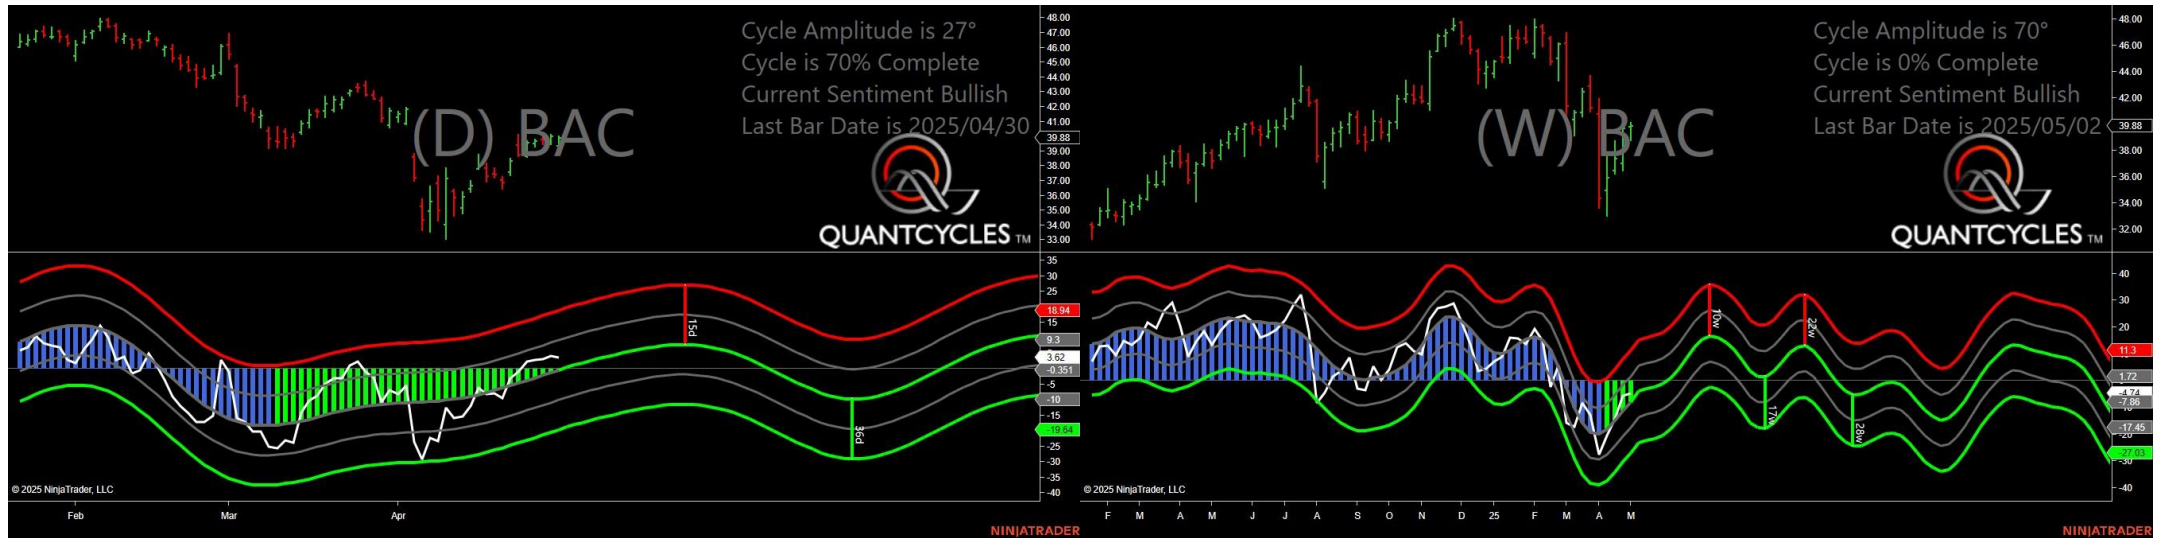 Cycle Amplitude is 27°
Cycle is 70% Complete
Current Sentiment Bullish
Last Bar Date is 2025/04/30
(D) BAC
QUANTCYCLES TM
48.00
47.00
46.00
45.00
44.00
43.00
42.00
41.00
39.88
39.00
38.00
37.00
36.00
35.00
34.00
33.00
35
30
25
18.94
15
9.3
3.62
-0.351
-5
-10
-15
-19.64
-25
-30
-35
-40
15d
36d
© 2025 NinjaTrader, LLC
Feb Mar Apr
NINJATRADER
Cycle Amplitude is 70°
Cycle is 0% Complete
Current Sentiment Bullish
Last Bar Date is 2025/05/02
(W) BAC
QUANTCYCLES TM
48.00
46.00
44.00
42.00
39.88
38.00
36.00
34.00
32.00
40
30
20
11.3
1.72
-4.74
-7.86
-17.45
-20
-27.03
-30
-40
10w
22w
17w
28w
© 2025 NinjaTrader, LLC
F M A M J J A S O N D 25 F M A M
NINJATRADER